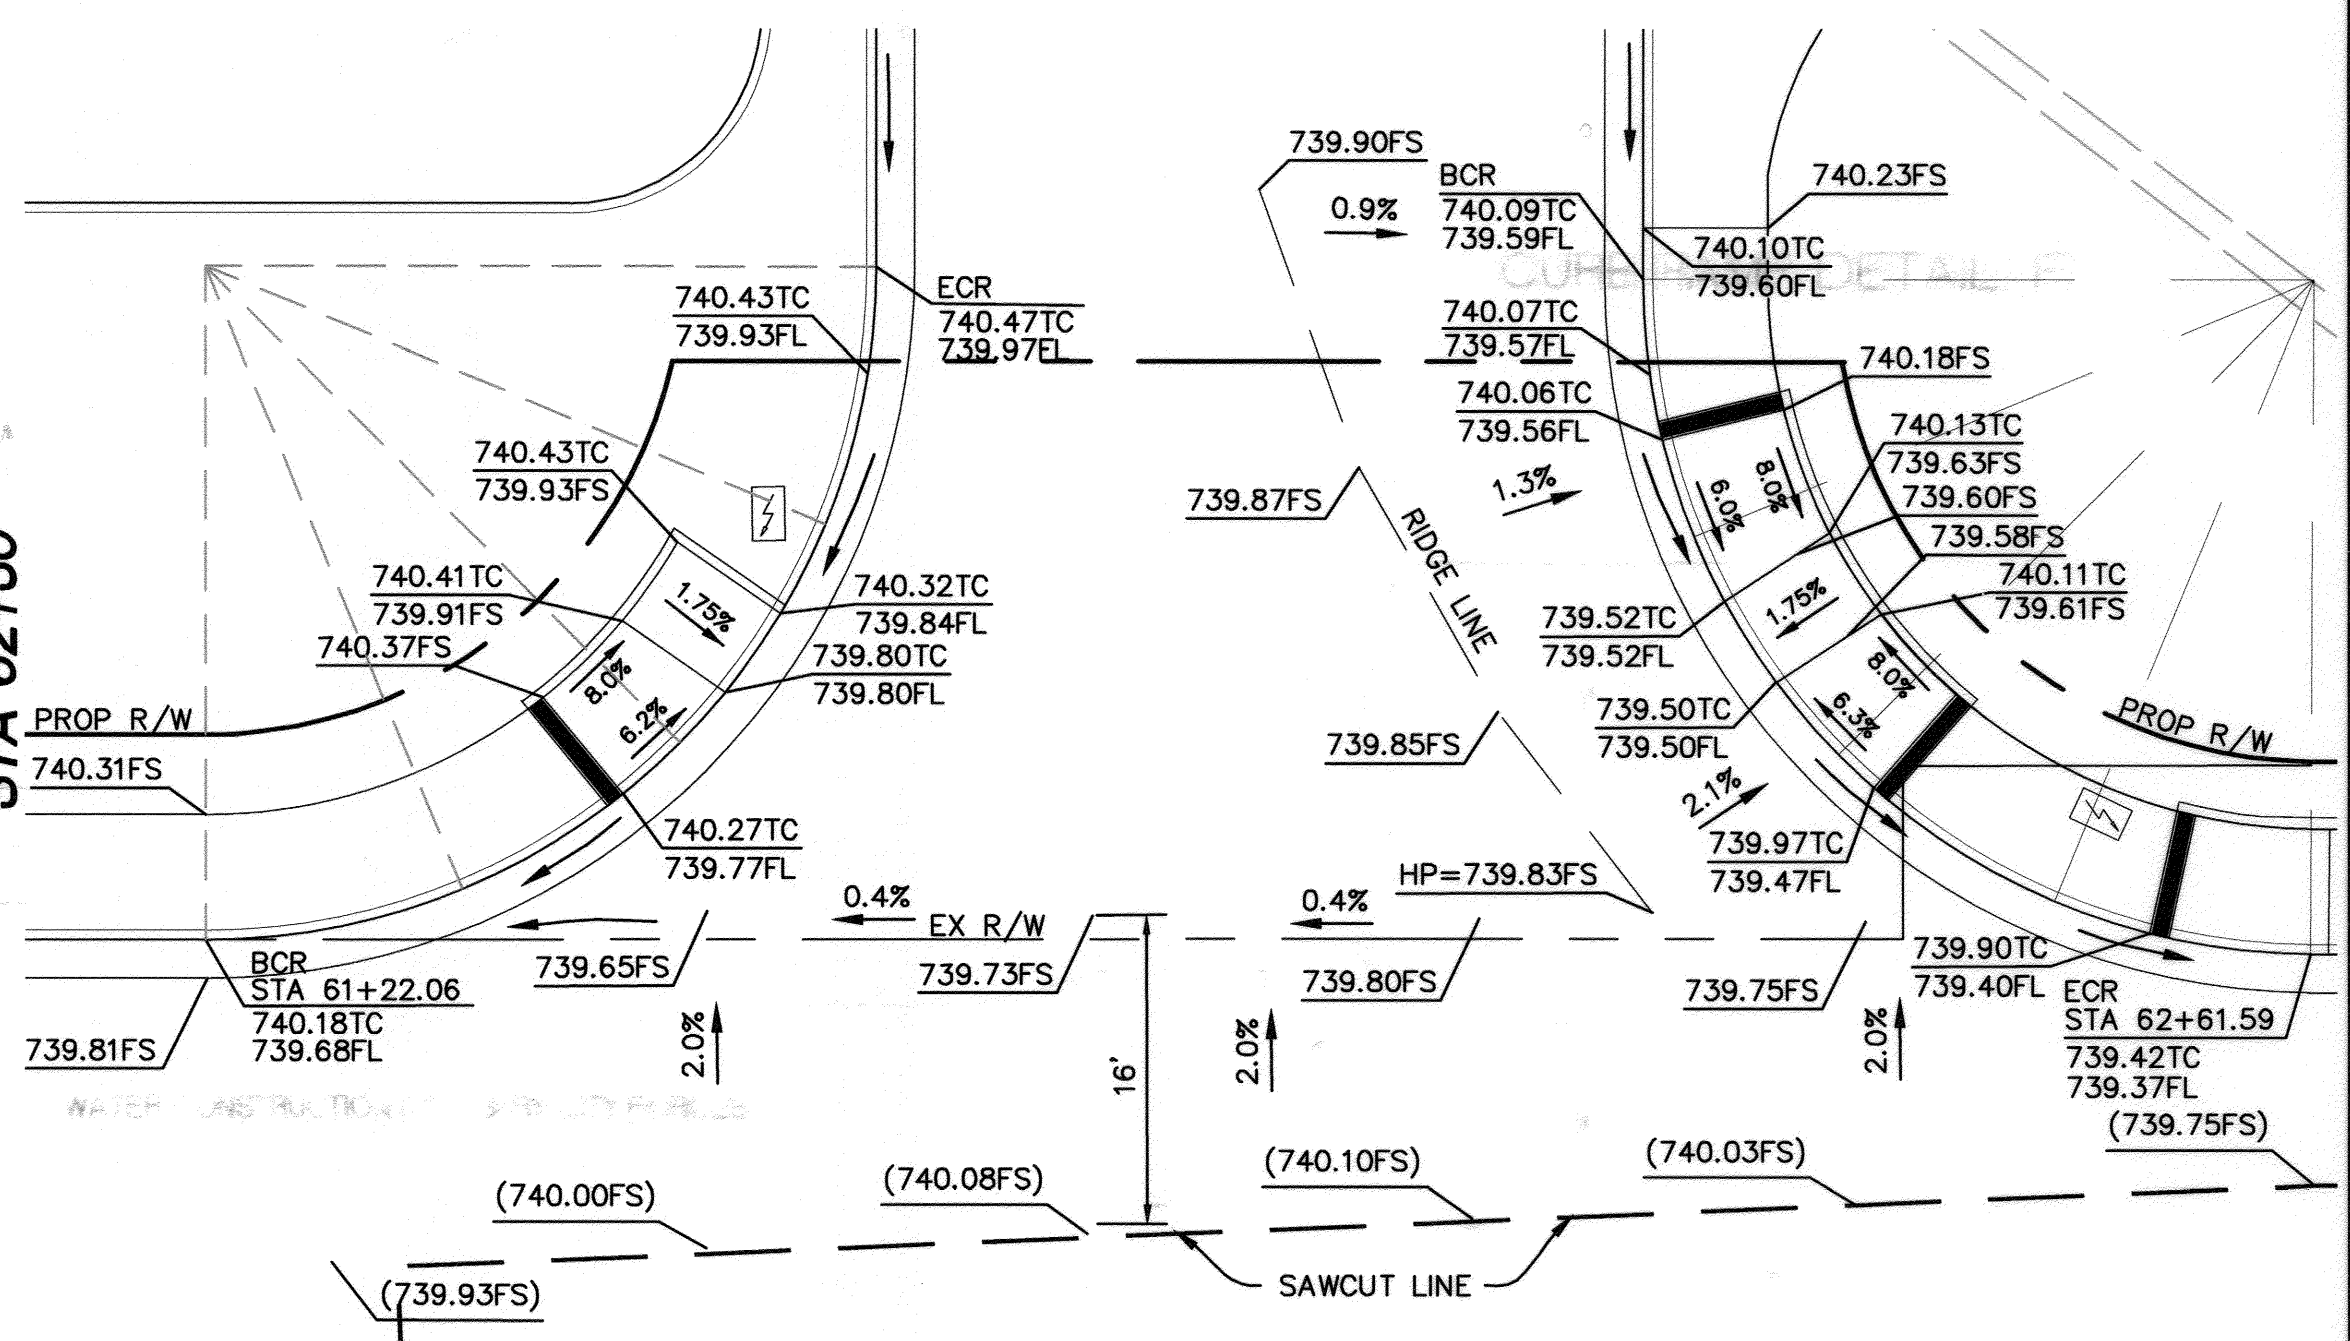 739.90FS
BCR
740.09TC
739.59FL
740.23FS
0.9%
740.10TC
739.60FL
DETAIL F
ECR
740.47TC
739.97FL
740.43TC
739.93FL
740.07TC
739.57FL
740.18FS
740.06TC
739.56FL
740.43TC
739.93FS
740.13TC
739.63FS
739.60FS
739.58FS
739.87FS
1.3%
RIDGE LINE
6.0%
8.0%
740.41TC
739.91FS
740.37FS
1.75%
740.32TC
739.84FL
739.80TC
739.80FL
8.0%
6.2%
739.52TC
739.52FL
1.75%
740.11TC
739.61FS
8.0%
6.3%
PROP R/W
740.31FS
739.85FS
739.50TC
739.50FL
2.1%
PROP R/W
740.27TC
739.77FL
739.97TC
739.47FL
HP=739.83FS
0.4%
0.4%
EX R/W
739.65FS
739.73FS
739.80FS
739.75FS
739.90TC
739.40FL
BCR
STA 61+22.06
740.18TC
739.68FL
739.81FS
ECR
STA 62+61.59
739.42TC
739.37FL
2.0%
16'
2.0%
2.0%
WATER
(739.75FS)
(740.00FS)
(740.08FS)
(740.10FS)
(740.03FS)
SAWCUT LINE
(739.93FS)